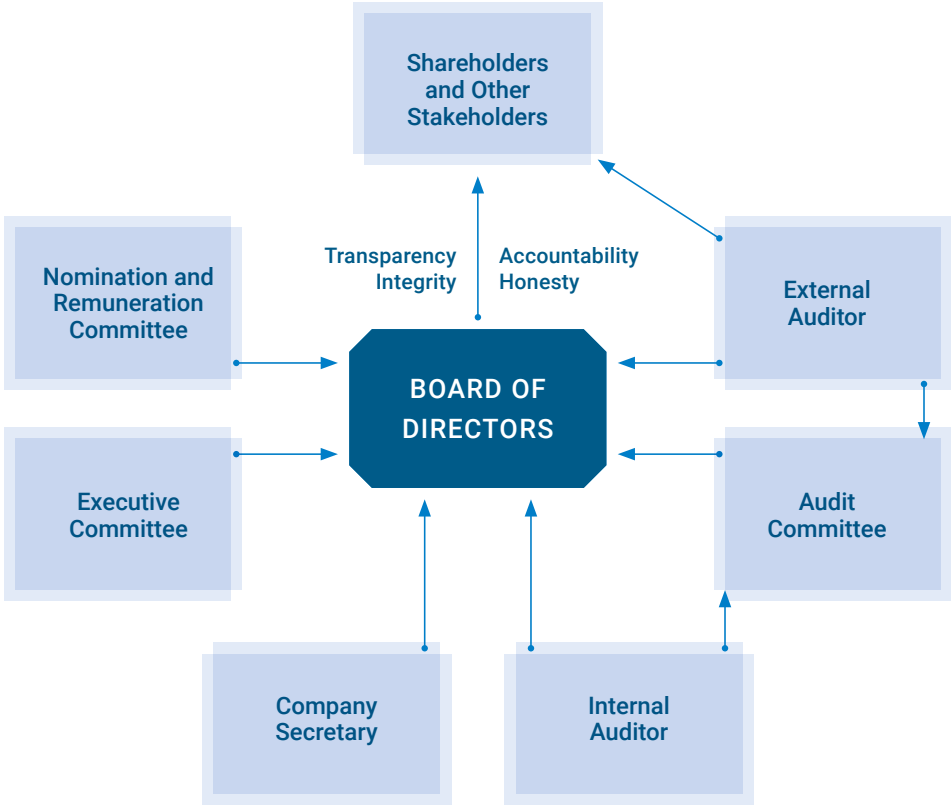 Shareholders
and Other
Stakeholders
Transparency
Integrity
Accountability
Honesty
Nomination and
Remuneration
Committee
External
Auditor
BOARD OF
DIRECTORS
Executive
Committee
Audit
Committee
Company
Secretary
Internal
Auditor